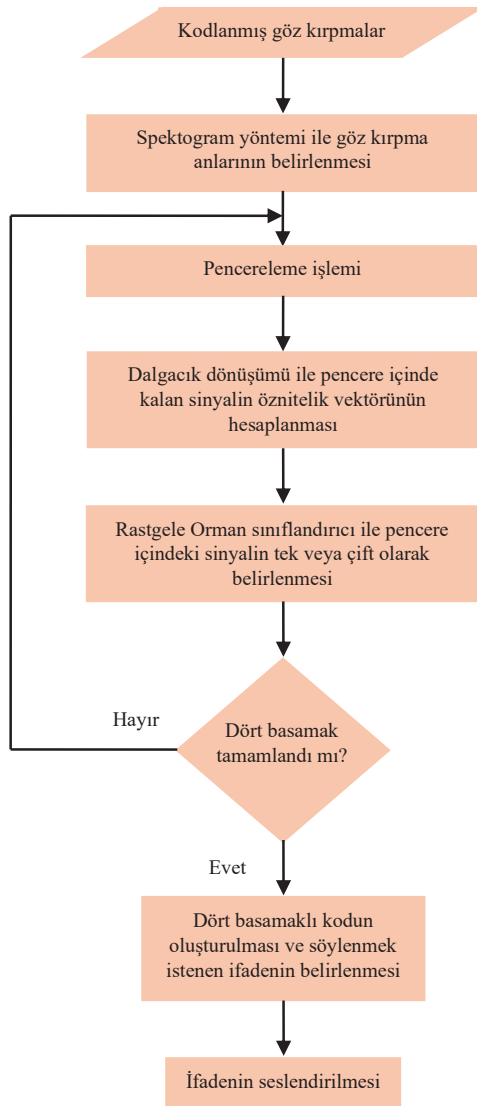 Kodlanmış göz kırpmalar
Spektogram yöntemi ile göz kırpma
anlarının belirlenmesi
Pencereleme işlemi
Dalgacık dönüşümü ile pencere içinde
kalan sinyalin öznitelik vektörünün
hesaplanması
Rastgele Orman sınıflandırıcı ile pencere
içindeki sinyalin tek veya çift olarak
belirlenmesi
Hayır
Dört basamak
tamamlandı mı?
Evet
Dört basamaklı kodun
oluşturulması ve söylenmek
istenen ifadenin belirlenmesi
İfadenin seslendirilmesi